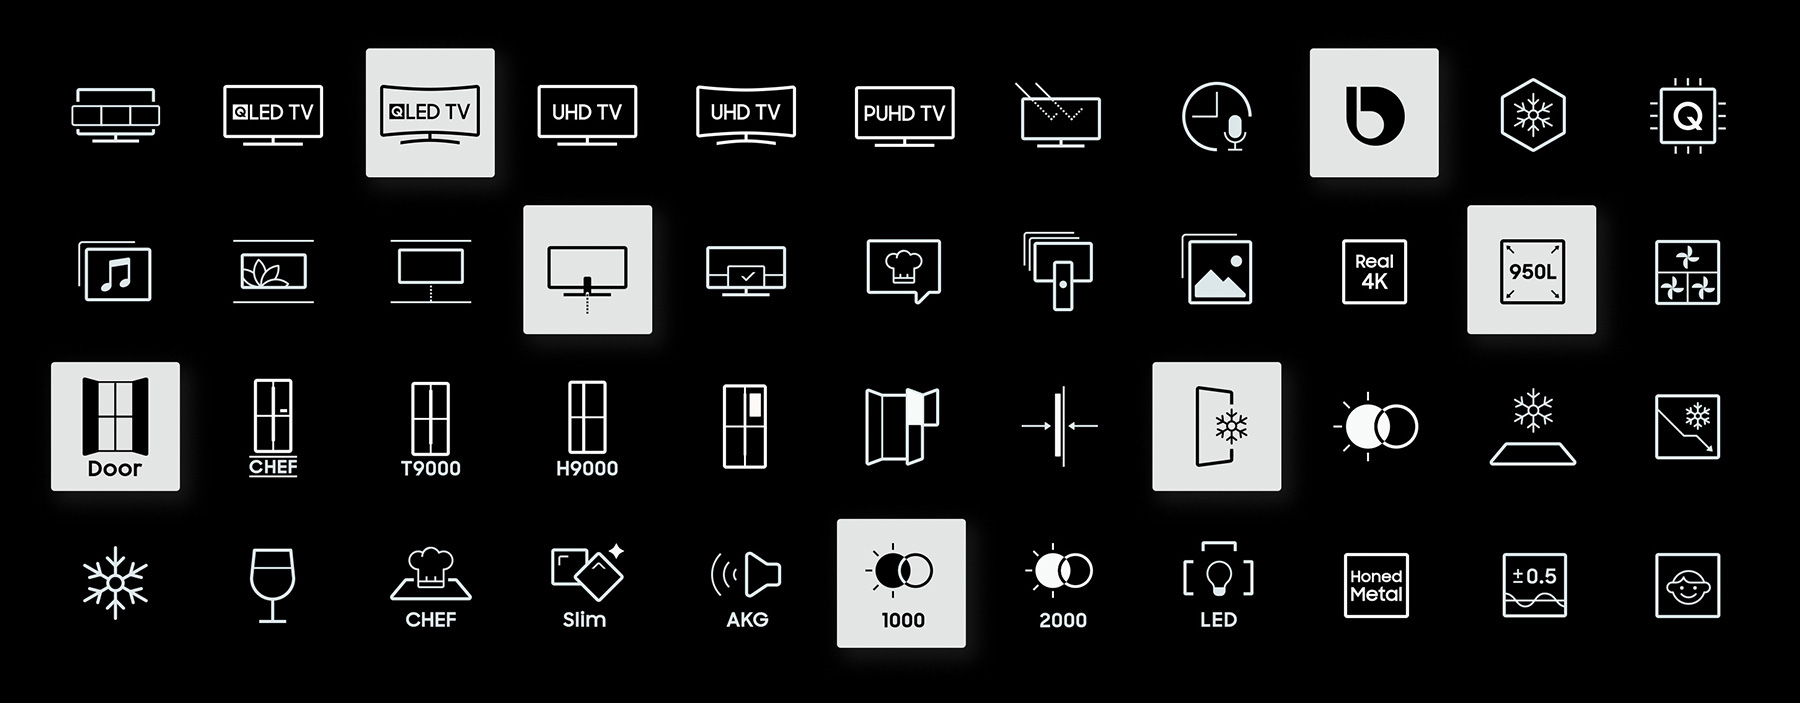 QLED TV
QLED TV
UHD TV
UHD TV
PUHD TV
b
Q
Real
4K
950L
Door
CHEF
T9000
H9000
CHEF
Slim
AKG
1000
2000
LED
Honed
Metal
±0.5